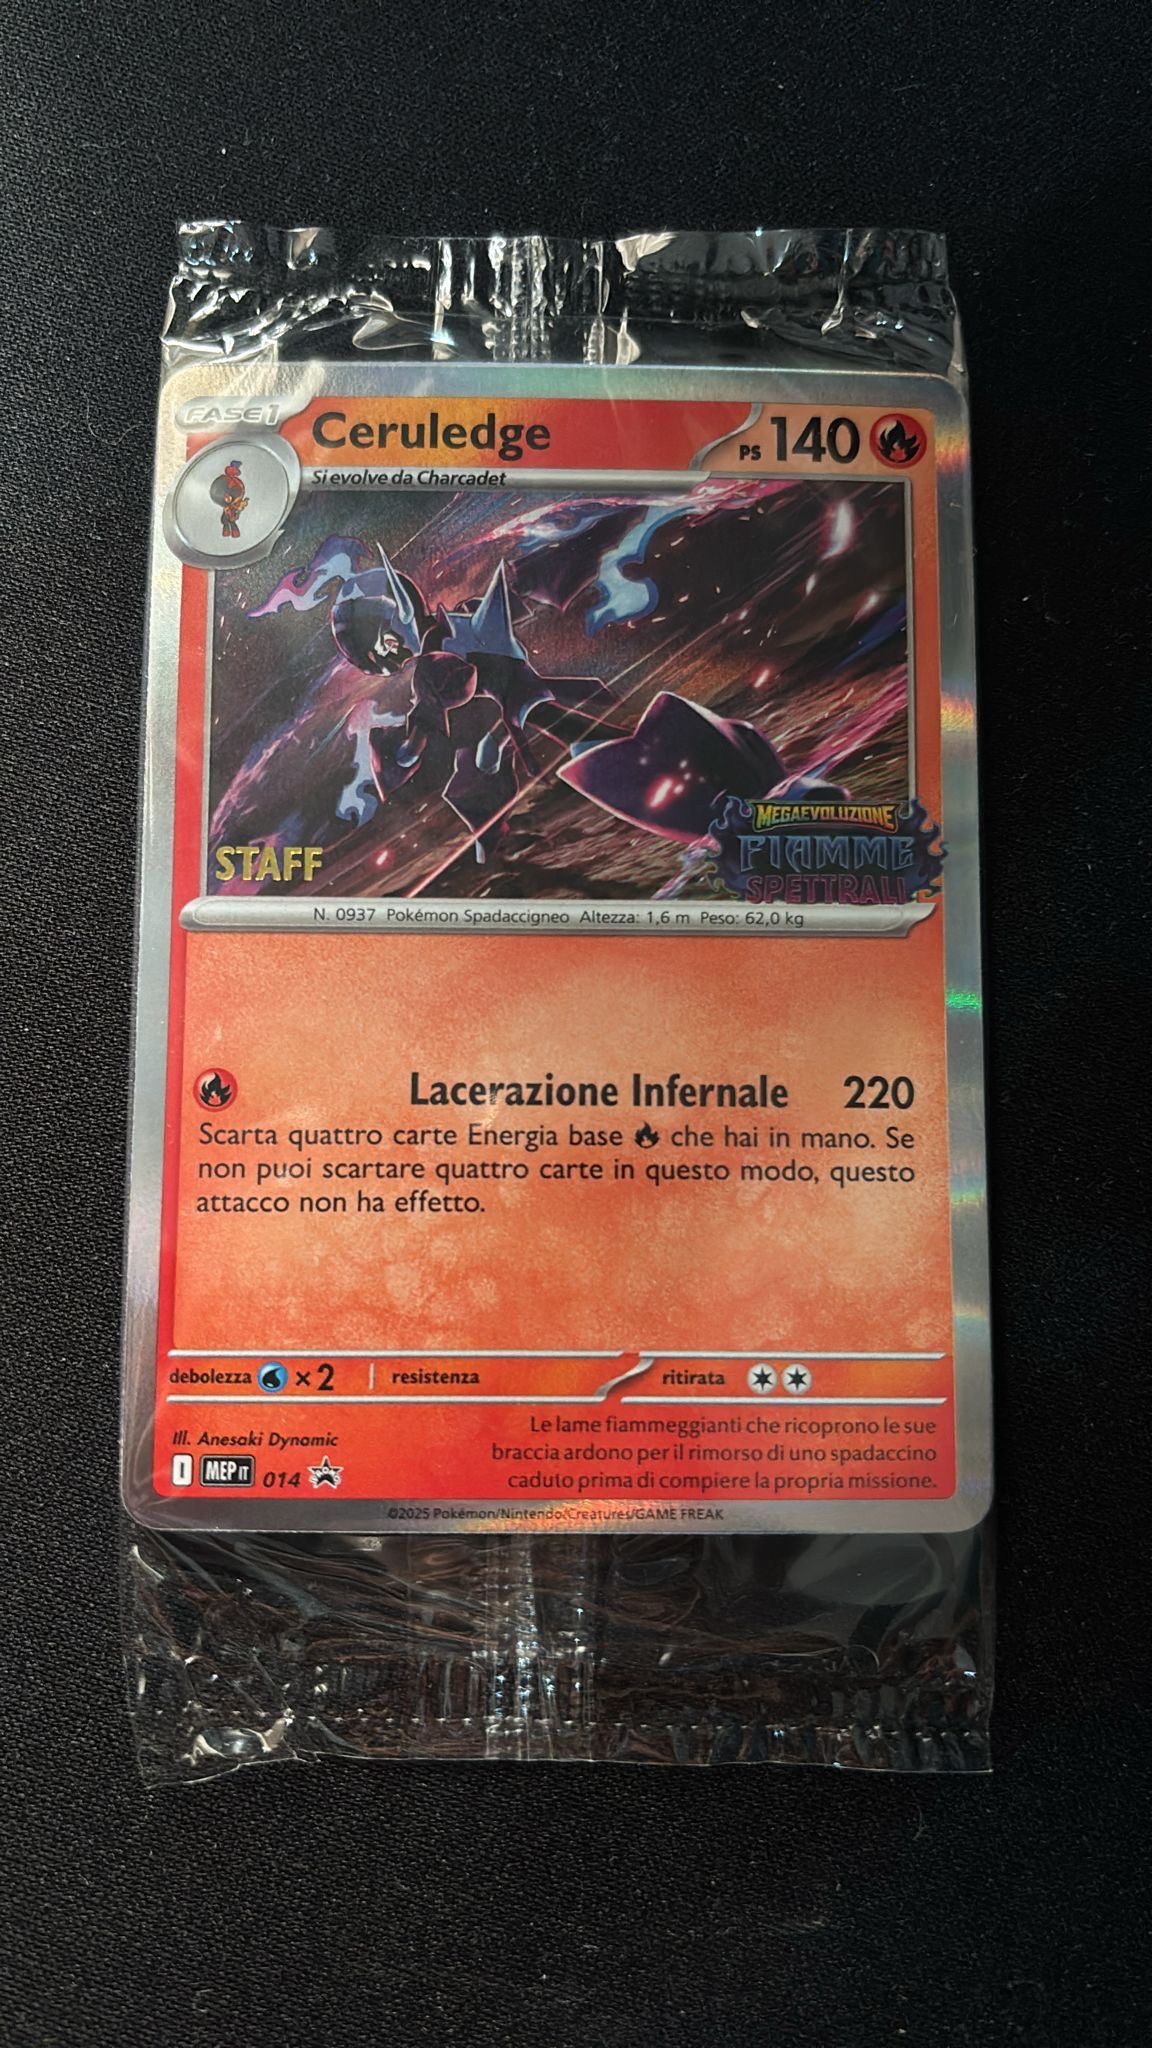 FASE 1
Ceruledge
PS 140
Si evolve da Charcadet
MEGAEVOLUZIONE
FIAMME
SPETTRALI
STAFF
N. 0937 Pokémon Spadaccigneo Altezza: 1,6 m Peso: 62,0 kg
Lacerazione Infernale 220
Scarta quattro carte Energia base che hai in mano. Se
non puoi scartare quattro carte in questo modo, questo
attacco non ha effetto.
debolezza ×2 resistenza ritirata
Ill. Anesaki Dynamic
I MEP IT 014
Le lame fiammeggianti che ricoprono le sue
braccia ardono per il rimorso di uno spadaccino
caduto prima di compiere la propria missione.
©2025 Pokémon/Nintendo/Creatures/GAME FREAK